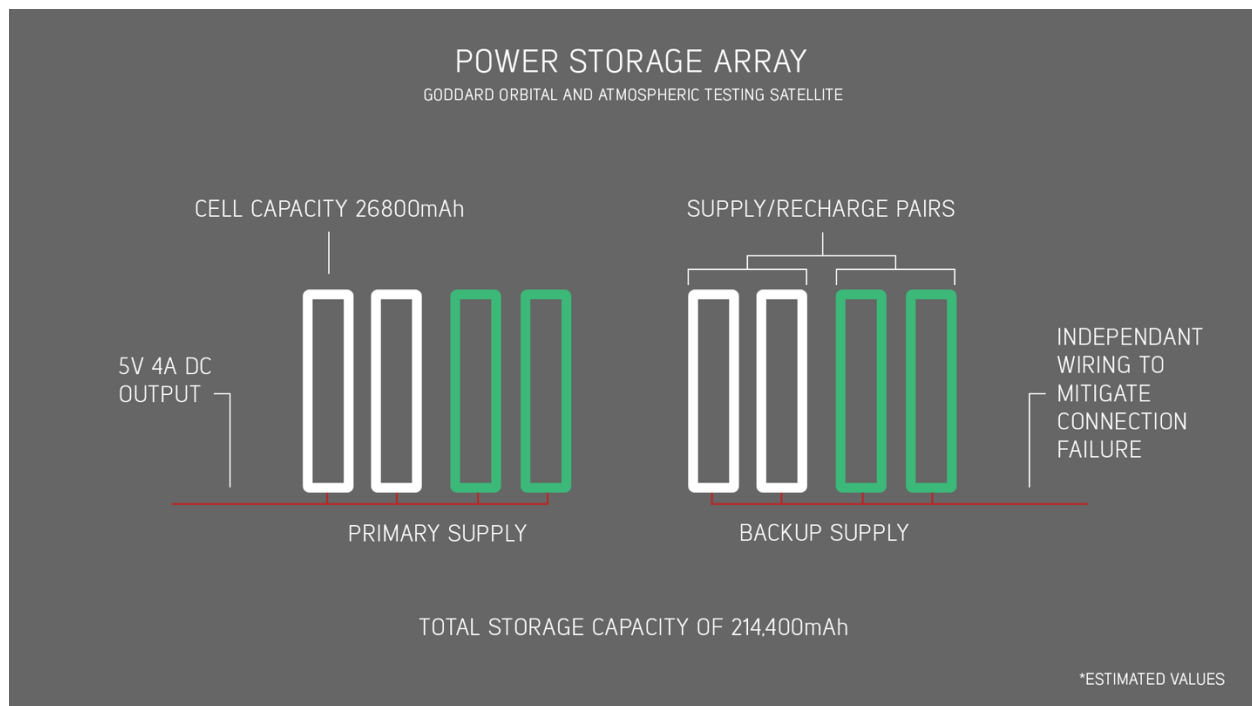 POWER STORAGE ARRAY
GODDARD ORBITAL AND ATMOSPHERIC TESTING SATELLITE
CELL CAPACITY 26800mAh
SUPPLY/RECHARGE PAIRS
5V 4A DC
OUTPUT
INDEPENDANT
WIRING TO
MITIGATE
CONNECTION
FAILURE
PRIMARY SUPPLY
BACKUP SUPPLY
TOTAL STORAGE CAPACITY OF 214,400mAh
*ESTIMATED VALUES